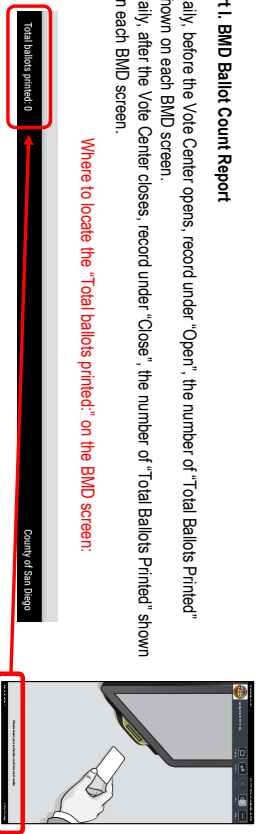 rt I. BMD Ballot Count Report
aily, before the Vote Center opens, record under “Open”, the number of “Total Ballots Printed”
hown on each BMD screen.
aily, after the Vote Center closes, record under “Close”, the number of “Total Ballots Printed” shown
n each BMD screen.
Where to locate the “Total ballots printed:” on the BMD screen:
Total ballots printed: 0
County of San Diego